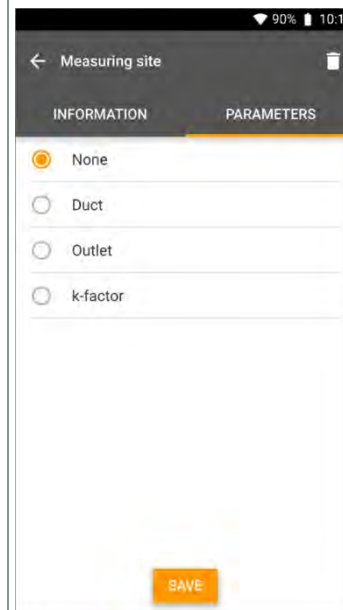 90% 10:1
Measuring site
INFORMATION PARAMETERS
None
Duct
Outlet
k-factor
SAVE